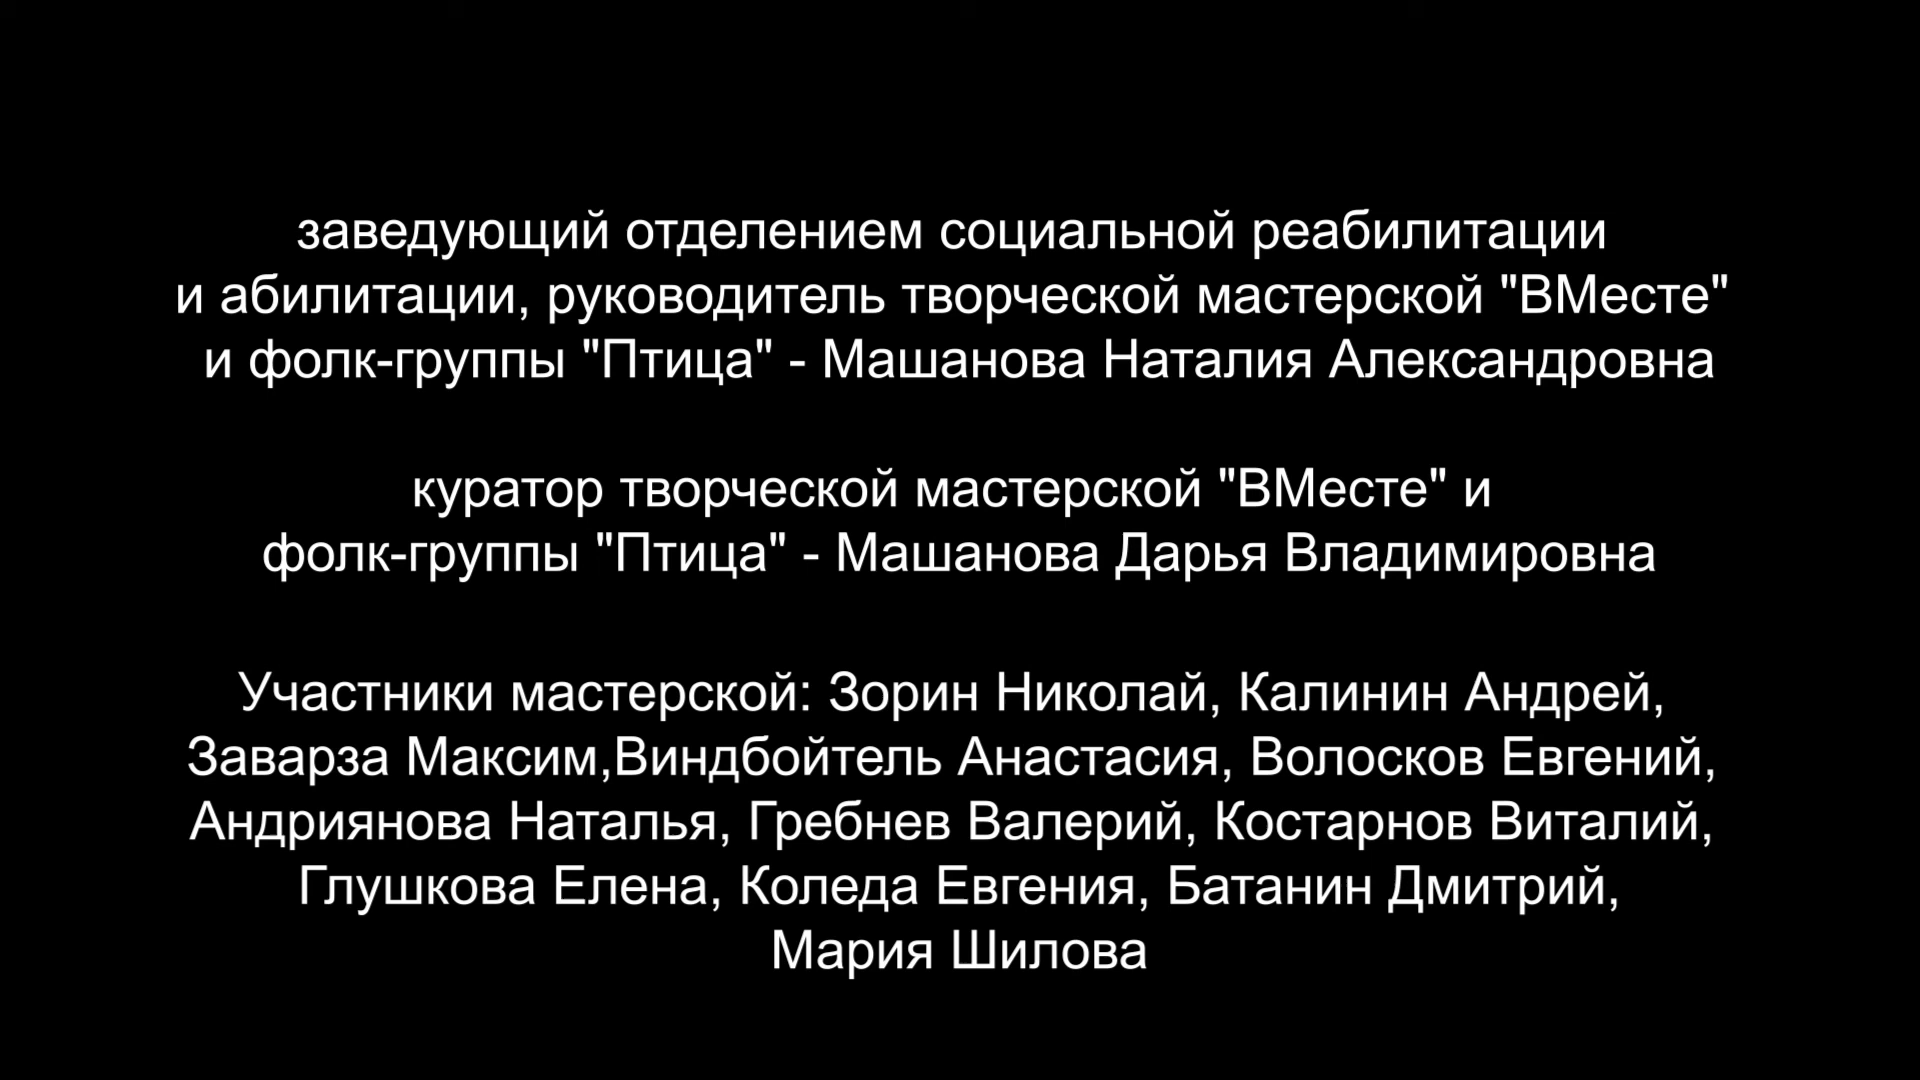 заведующий отделением социальной реабилитации
и абилитации, руководитель творческой мастерской "ВМесте"
и фолк-группы "Птица" - Машанова Наталия Александровна
куратор творческой мастерской "ВМесте" и
фолк-группы "Птица" - Машанова Дарья Владимировна
Участники мастерской: Зорин Николай, Калинин Андрей,
Заварза Максим,Виндбойтель Анастасия, Волосков Евгений,
Андриянова Наталья, Гребнев Валерий, Костарнов Виталий,
Глушкова Елена, Коледа Евгения, Батанин Дмитрий,
Мария Шилова